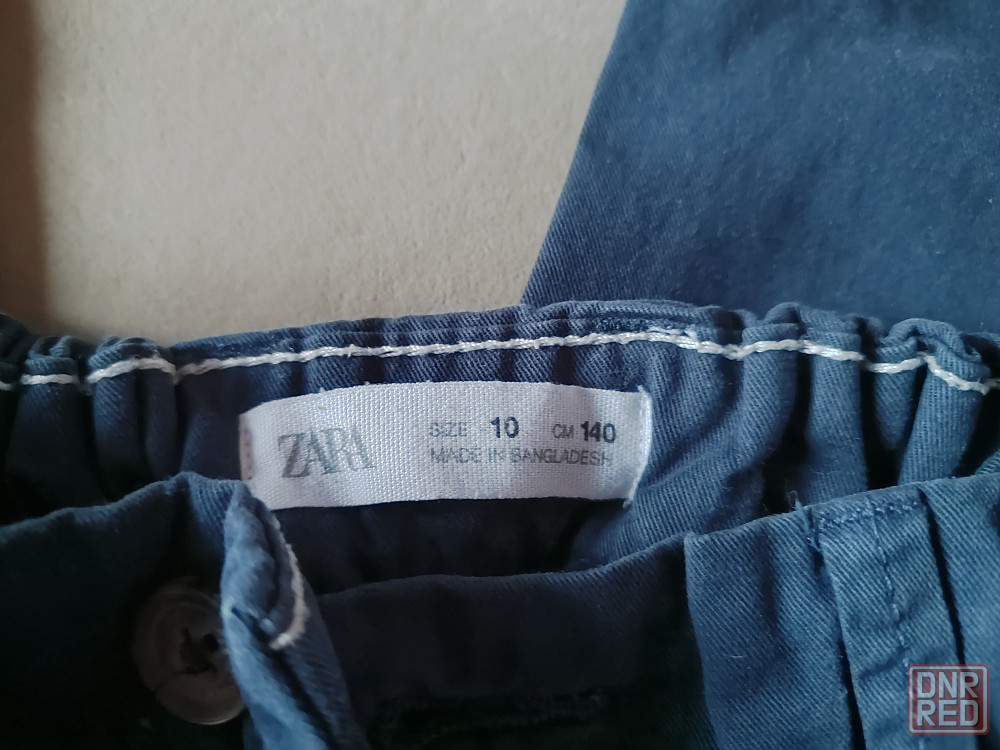 ZARA
SIZE 10 CM 140
MADE IN BANGLADESH
DNR
RED